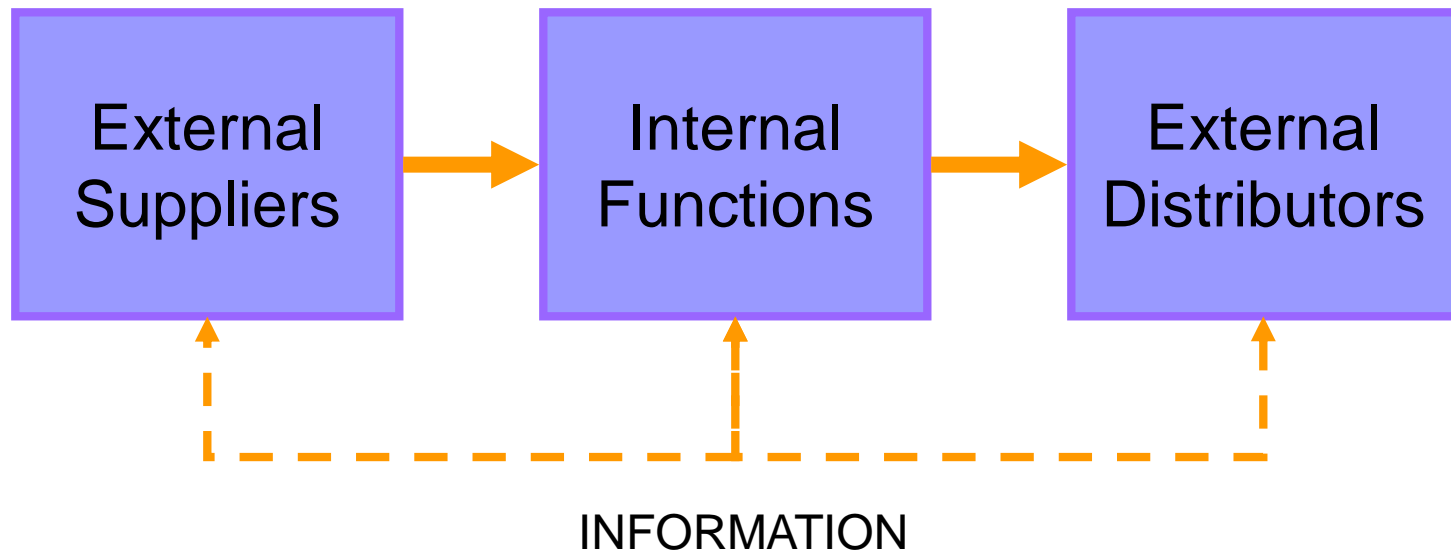 External
Suppliers
Internal
Functions
External
Distributors
INFORMATION